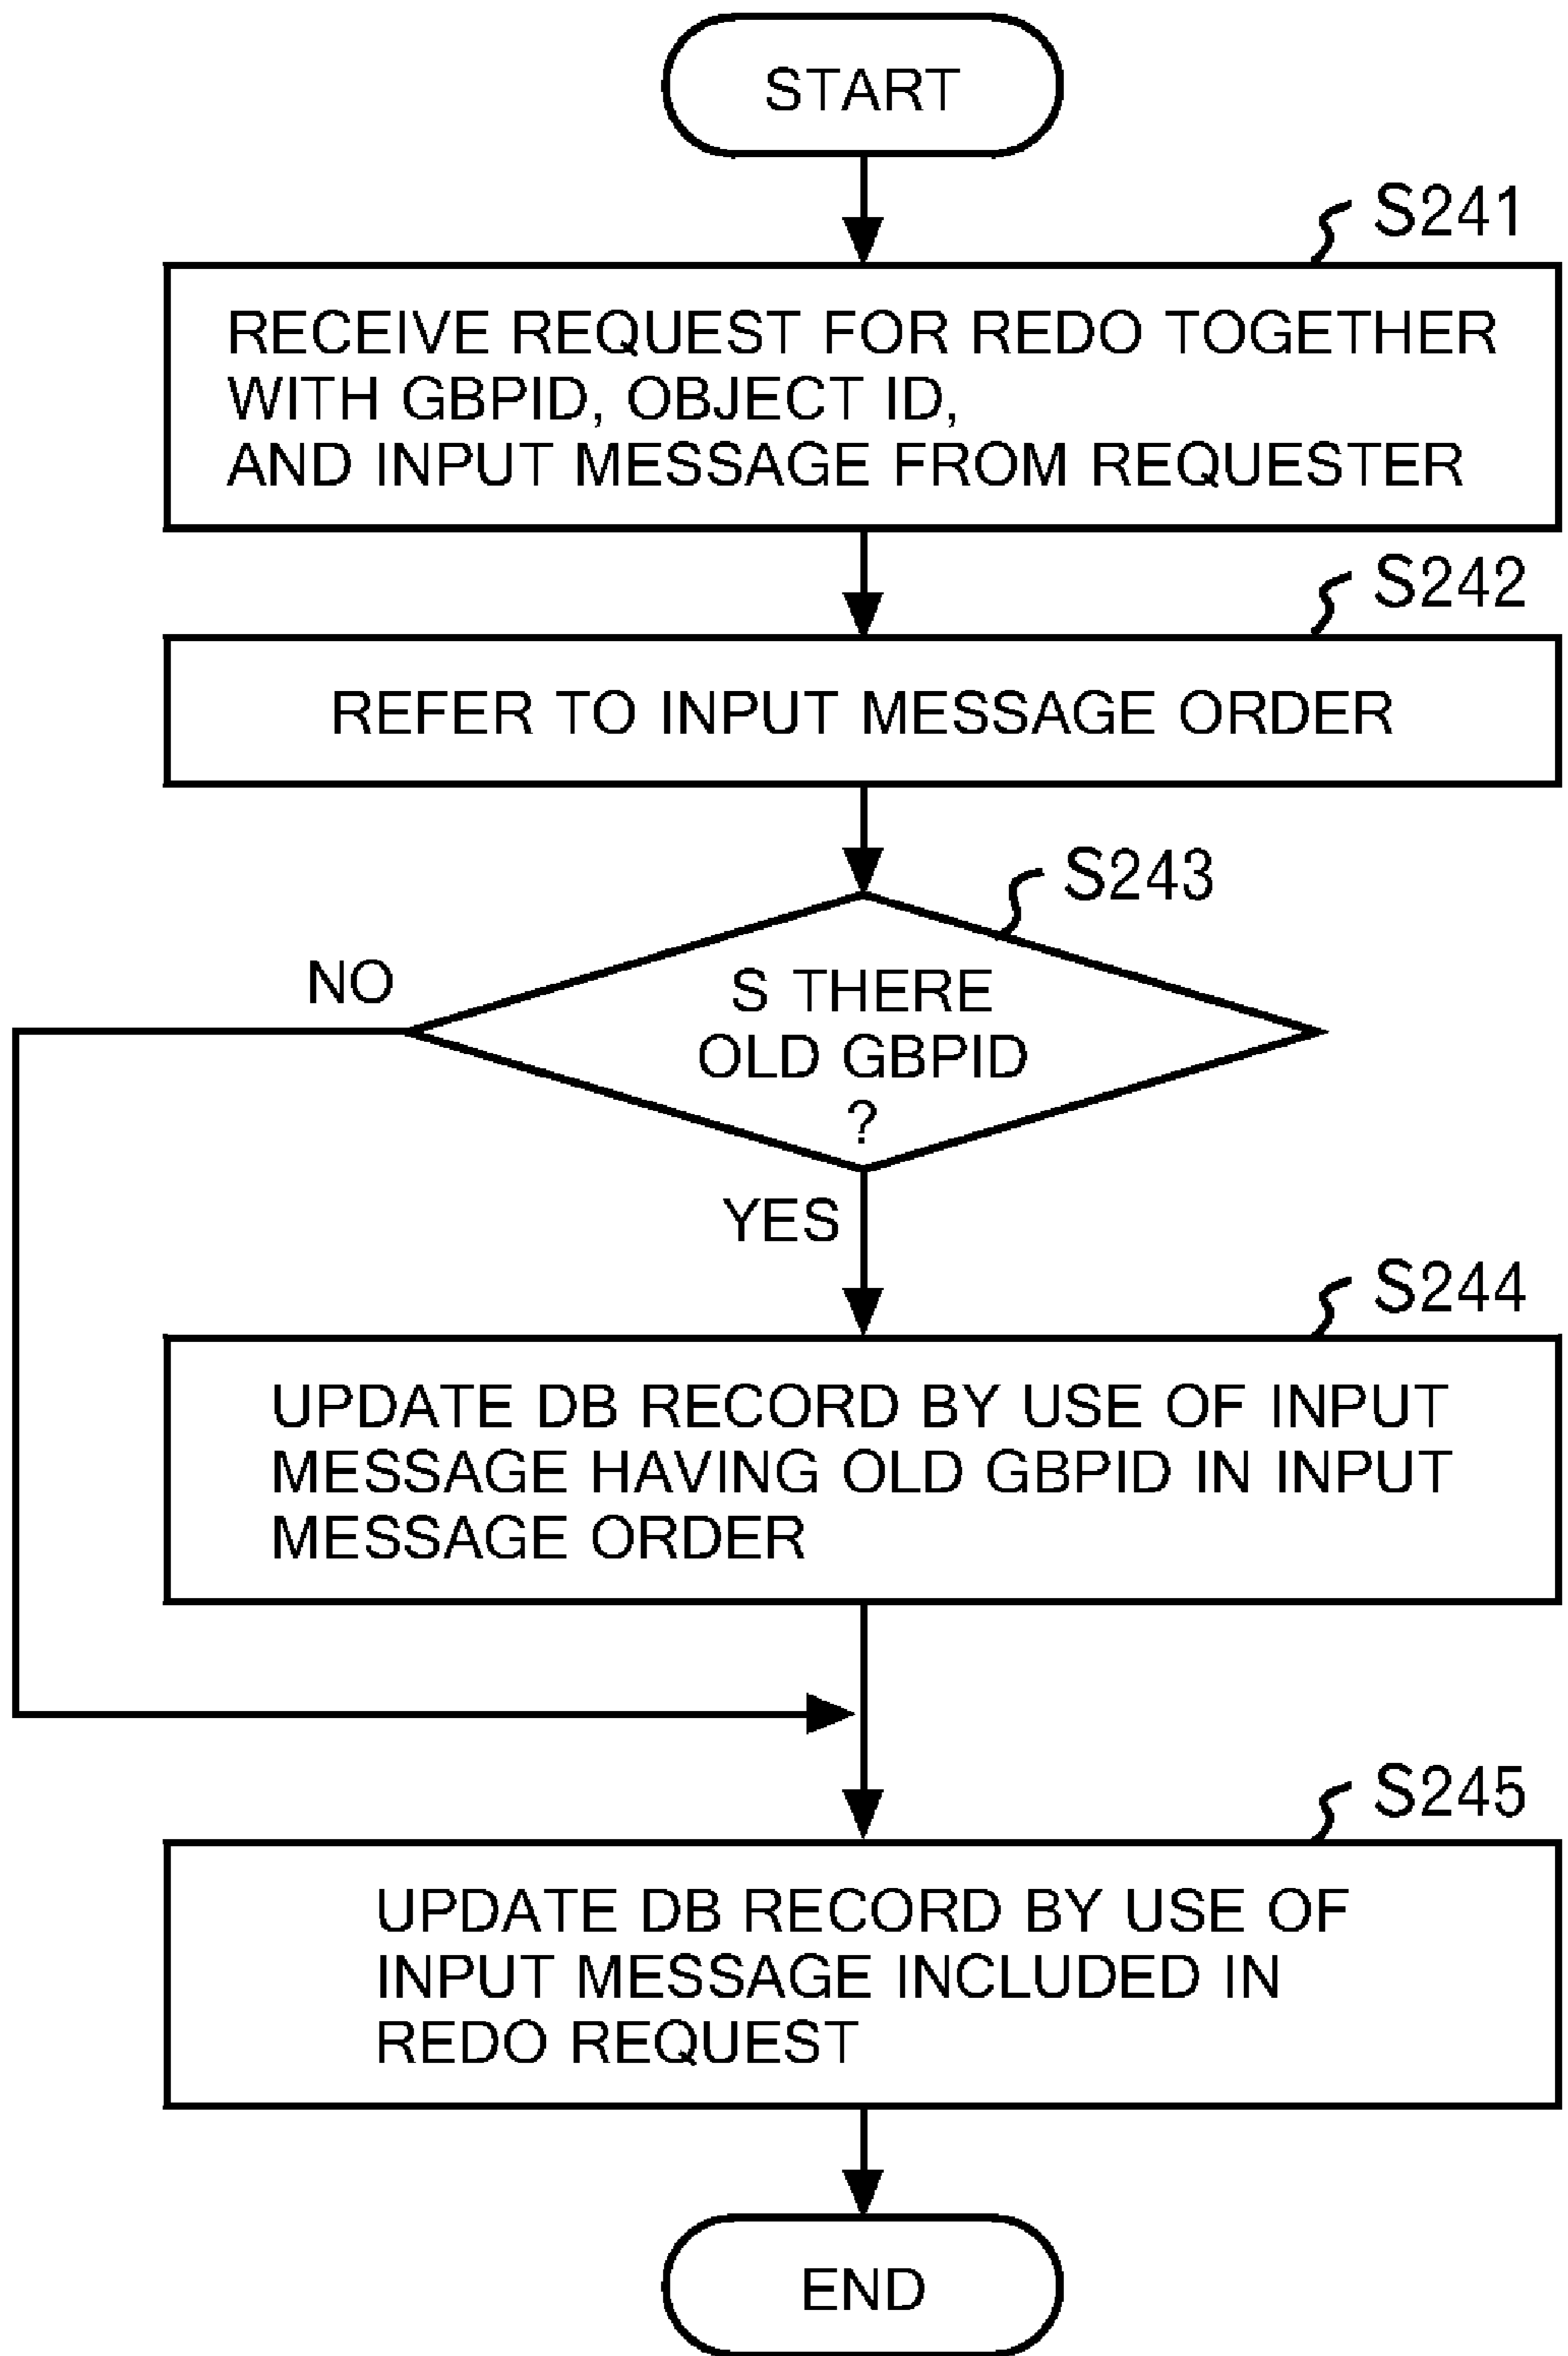 START
S241
RECEIVE REQUEST FOR REDO TOGETHER
WITH GBPID, OBJECT ID,
AND INPUT MESSAGE FROM REQUESTER
S242
REFER TO INPUT MESSAGE ORDER
S243
NO
S THERE
OLD GBPID
?
YES
S244
UPDATE DB RECORD BY USE OF INPUT
MESSAGE HAVING OLD GBPID IN INPUT
MESSAGE ORDER
S245
UPDATE DB RECORD BY USE OF
INPUT MESSAGE INCLUDED IN
REDO REQUEST
END